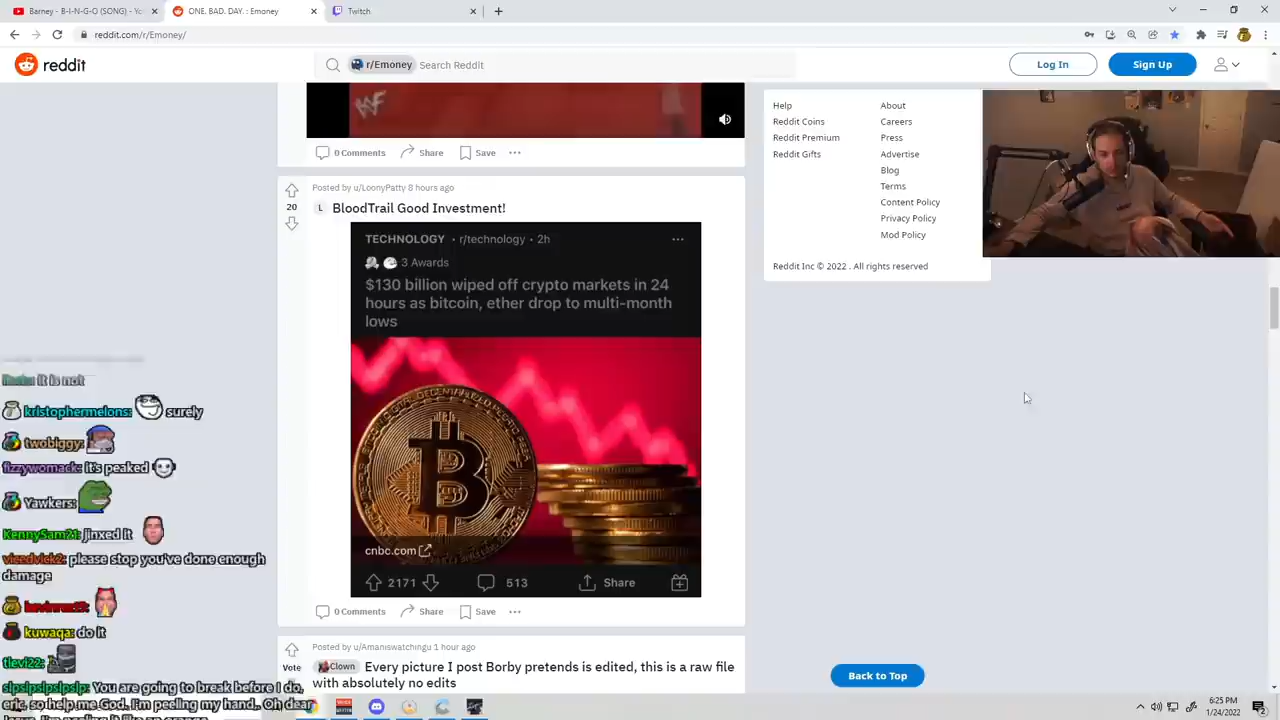 Barney - B-I-N-G-O (SONG) - Yo
ONE. BAD. DAY. : Emoney
Twitch
reddit.com/r/Emoney/
reddit
r/Emoney
Search Reddit
Log In
Sign Up
0 Comments
Share
Save
Posted by u/LoonyPatty 8 hours ago
20
L
BloodTrail Good Investment!
TECHNOLOGY • r/technology • 2h
3 Awards
$130 billion wiped off crypto markets in 24
hours as bitcoin, ether drop to multi-month
lows
cnbc.com
2171
513
Share
0 Comments
Share
Save
Posted by u/Amaniswatchingu 1 hour ago
Vote
Clown
Every picture I post Borby pretends is edited, this is a raw file
with absolutely no edits
Help
About
Reddit Coins
Careers
Reddit Premium
Press
Reddit Gifts
Advertise
Blog
Terms
Content Policy
Privacy Policy
Mod Policy
Reddit Inc © 2022 . All rights reserved
Back to Top
it is not
kristophermelons: surely
twobiggy:
fizzywomack: it's peaked
Yawkers:
KennySam21: Jinxed it
vicedvick2: please stop you've done enough
damage
kuwaqa: do it
tlevi22:
slpslpslpslpslp: You are going to break before I do,
eric, so help me God. I'm peeling my hand,. Oh dear
6:25 PM
1/24/2022